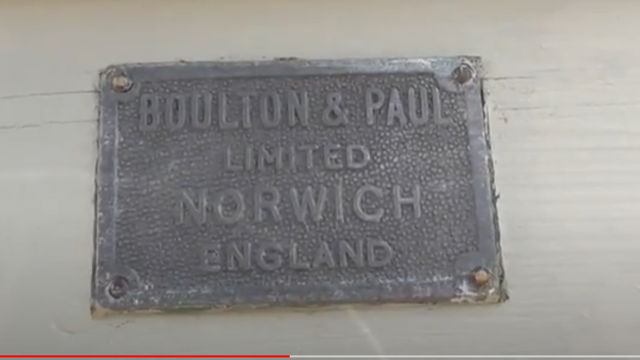 BOULTON & PAUL
LIMITED
NORWICH
ENGLAND